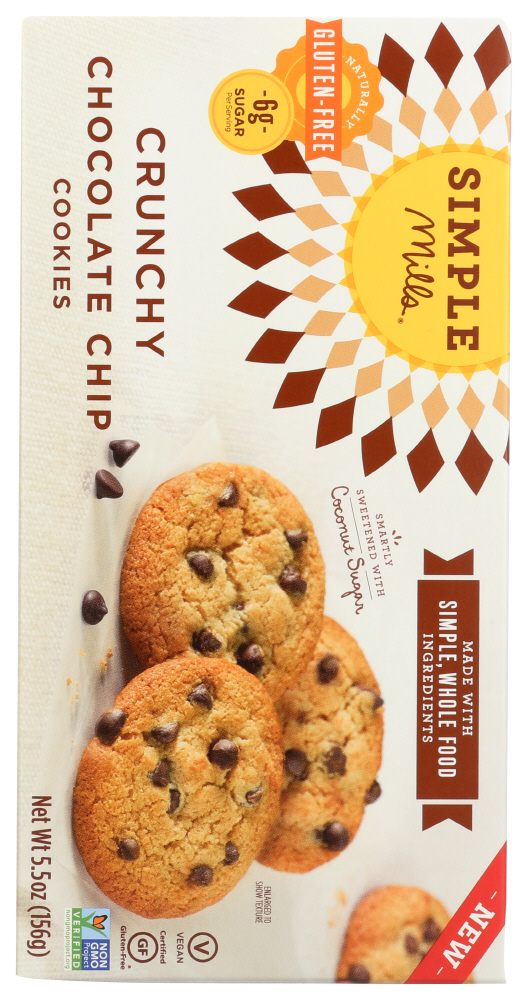 SIMPLE
Mills®
NATURALLY
GLUTEN-FREE
-6g-
SUGAR
Per Serving
CRUNCHY
CHOCOLATE CHIP
COOKIES
SMARTLY
SWEETENED WITH
Coconut Sugar
MADE WITH
SIMPLE, WHOLE FOOD
INGREDIENTS
-NEW-
ENLARGED TO
SHOW TEXTURE
V
VEGAN
GF
Certified
Gluten-Free®
NON
GMO
Project
VERIFIED
nongmoproject.org
Net Wt 5.5oz (156g)